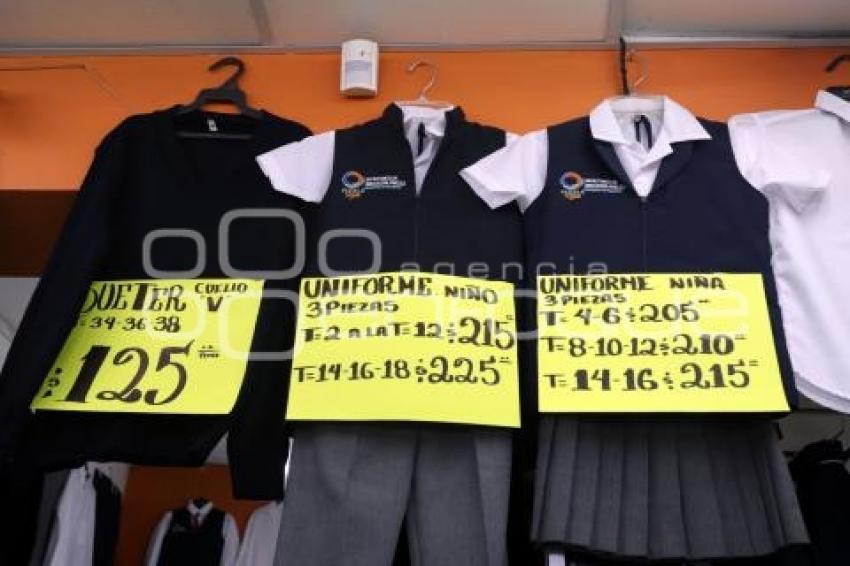 SUETER CUELLO
T= 34-36-38 "V"
$125
UNIFORME NIÑO
3 PIEZAS
T=2 A LA T=12 $215
T=14-16-18 $225
UNIFORME NIÑA
3 PIEZAS
T=4-6 $205
T=8-10-12 $210
T=14-16 $215
agencia